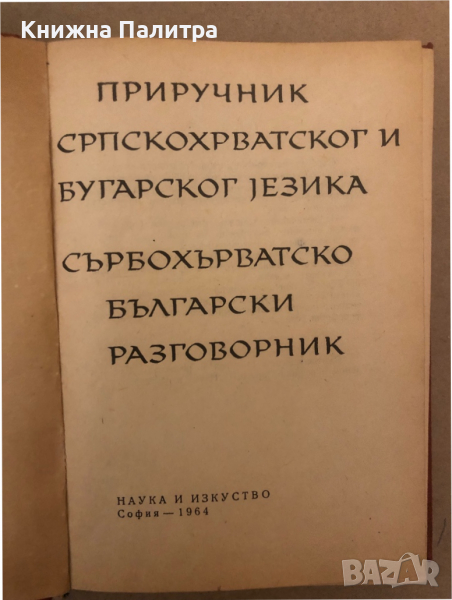 Книжна Палитра
ПРИРУЧНИК
СРПСКОХРВАТСКОГ И
БУГАРСКОГ ЈЕЗИКА
СЪРБОХЪРВАТСКО
БЪЛГАРСКИ
РАЗГОВОРНИК
НАУКА И ИЗКУСТВО
София — 1964
BAZAR